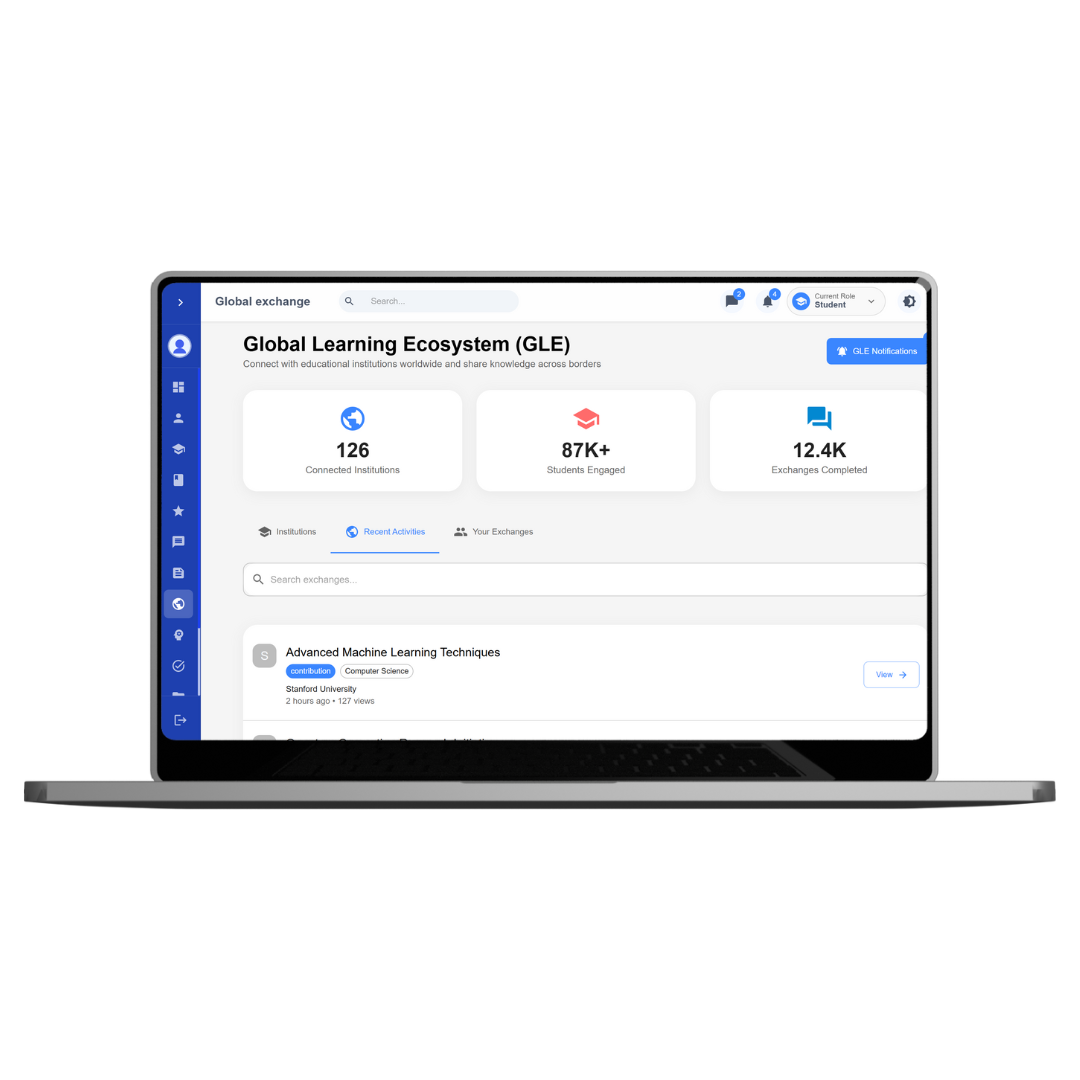 Global exchange
Search...
2
4
Current Role
Student
Global Learning Ecosystem (GLE)
Connect with educational institutions worldwide and share knowledge across borders
GLE Notifications
126
Connected Institutions
87K+
Students Engaged
12.4K
Exchanges Completed
Institutions
Recent Activities
Your Exchanges
Search exchanges...
S
Advanced Machine Learning Techniques
contribution
Computer Science
Stanford University
2 hours ago • 127 views
View